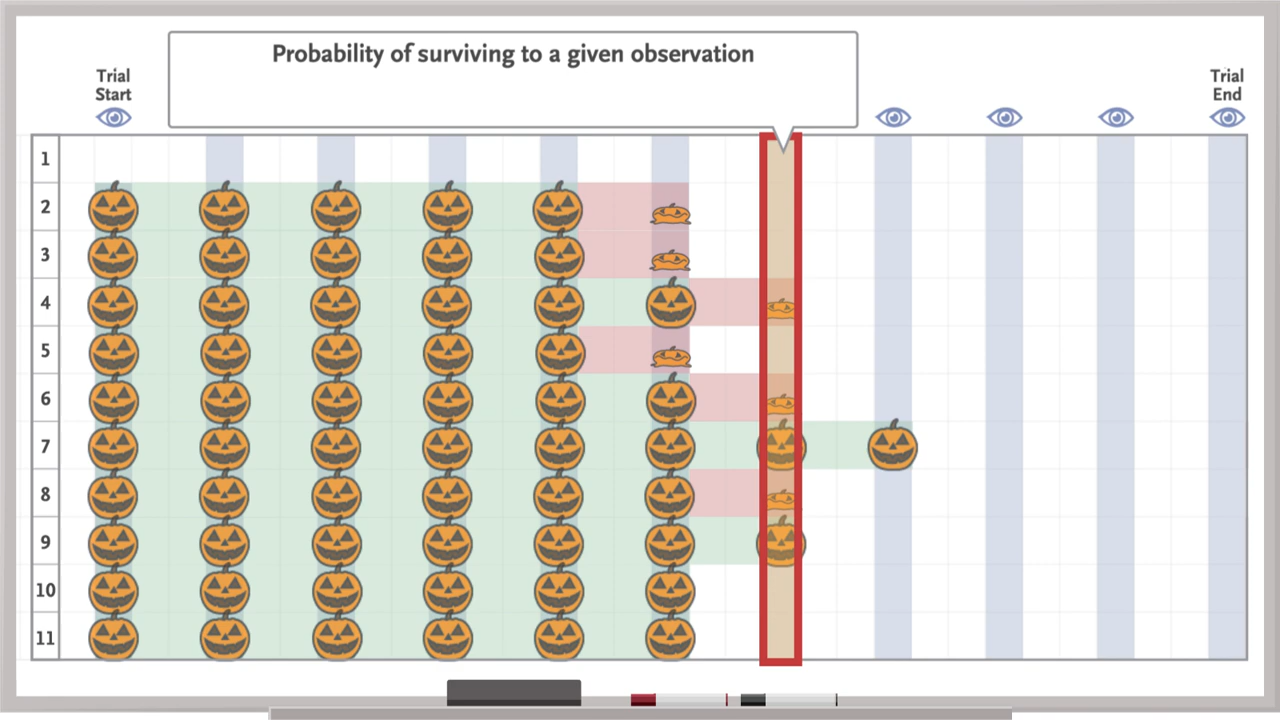 Probability of surviving to a given observation
Trial
Start
Trial
End
1
2
3
4
5
6
7
8
9
10
11